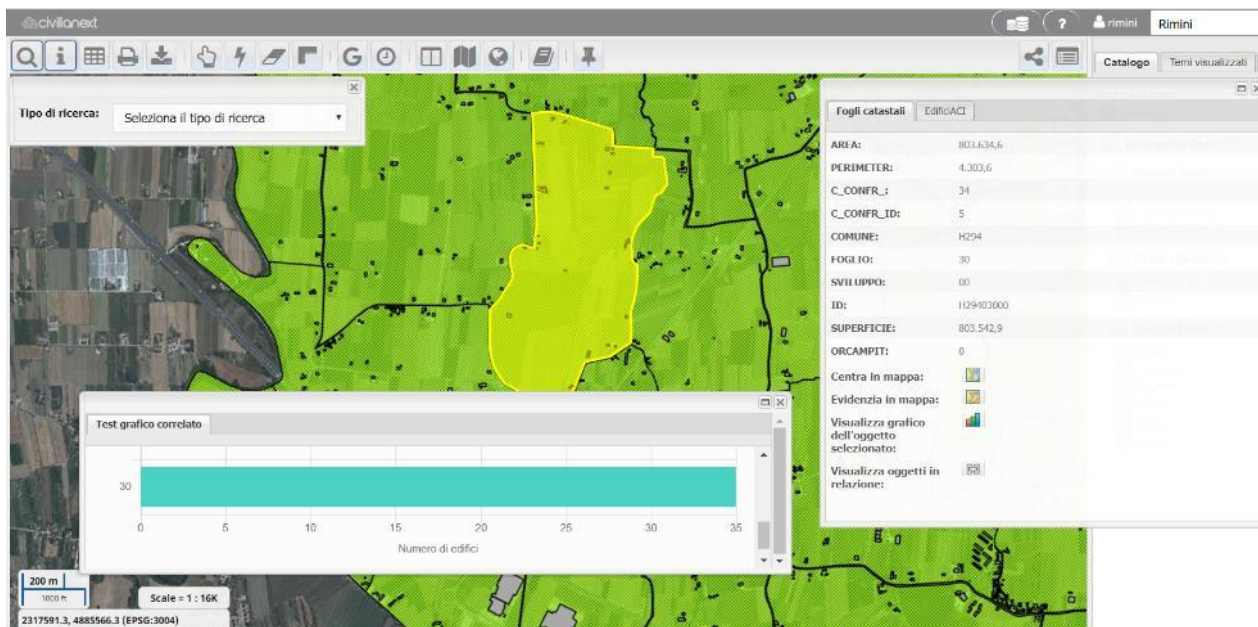 civilianext
? rimini Rimini
G
Catalogo Temi visualizzati
Tipo di ricerca: Seleziona il tipo di ricerca
Fogli catastali EdificiACI
AREA: 803.634,6
PERIMETER: 4.303,6
C_CONFR_: 34
C_CONFR_ID: 5
COMUNE: H294
FOGLIO: 30
SVILUPPO: 00
ID: H29403000
SUPERFICIE: 803.542,9
ORCAMPIT: 0
Centra in mappa:
Evidenzia in mappa:
Visualizza grafico
dell'oggetto
selezionato:
Visualizza oggetti in
relazione:
Test grafico correlato
30
0 5 10 15 20 25 30 35
Numero di edifici
200 m
1000 ft
Scale = 1 : 16K
2317591.3, 4885566.3 (EPSG:3004)